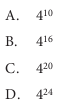 A. 4¹⁰
B. 4¹⁶
C. 4²⁰
D. 4²⁴